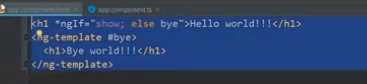 app.component.html × app.component.ts ×
<h1 *ngIf="show; else bye">Hello world!!!</h1>
<ng-template #bye>
<h1>Bye world!!!</h1>
</ng-template>